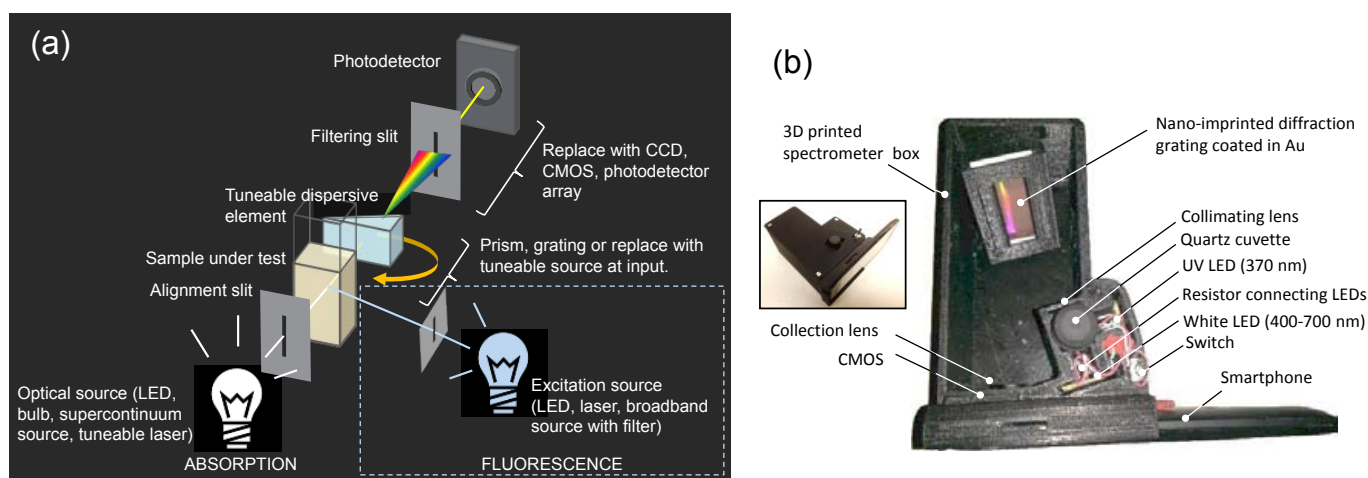 (a)
Photodetector
Filtering slit
Replace with CCD,
CMOS, photodetector
array
Tuneable dispersive
element
Prism, grating or replace with
tuneable source at input.
Sample under test
Alignment slit
Optical source (LED,
bulb, supercontinuum
source, tuneable laser)
Excitation source
(LED, laser, broadband
source with filter)
ABSORPTION
FLUORESCENCE
(b)
3D printed
spectrometer box
Nano-imprinted diffraction
grating coated in Au
Collimating lens
Quartz cuvette
UV LED (370 nm)
Resistor connecting LEDs
White LED (400-700 nm)
Switch
Collection lens
CMOS
Smartphone